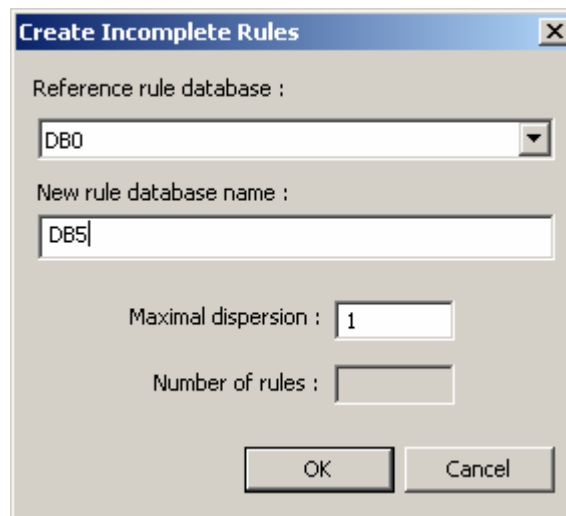 Create Incomplete Rules
Reference rule database :
DB0
New rule database name :
DB5
Maximal dispersion : 1
Number of rules :
OK Cancel